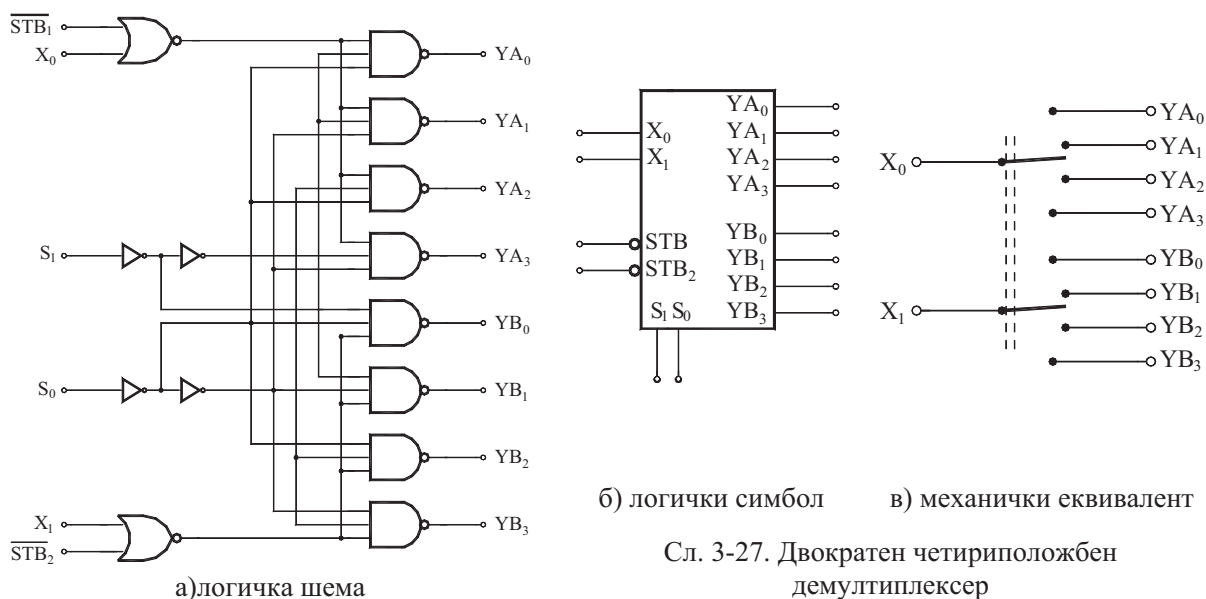 STB₁
X₀
S₁
S₀
X₁
STB₂
YA₀
YA₁
YA₂
YA₃
YB₀
YB₁
YB₂
YB₃
а)логичка шема
X₀
X₁
STB
STB₂
S₁ S₀
YA₀
YA₁
YA₂
YA₃
YB₀
YB₁
YB₂
YB₃
б) логички симбол
X₀
X₁
YA₀
YA₁
YA₂
YA₃
YB₀
YB₁
YB₂
YB₃
в) механички еквивалент
Сл. 3-27. Двократен четириположбен
демултиплексер